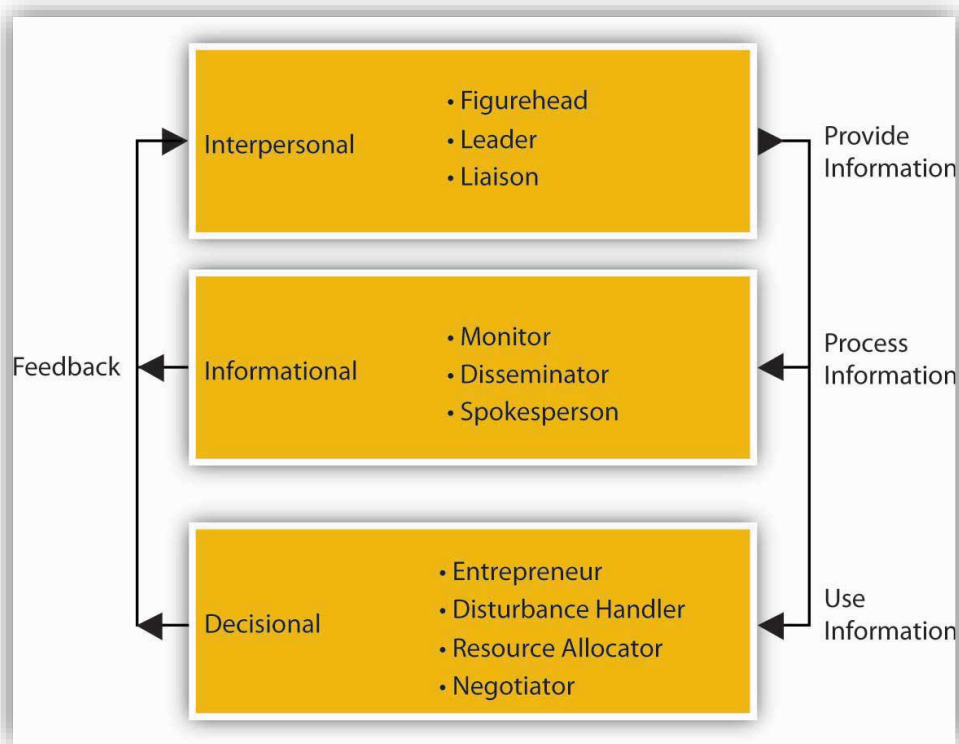 Interpersonal
• Figurehead
• Leader
• Liaison
Provide
Information
Feedback
Informational
• Monitor
• Disseminator
• Spokesperson
Process
Information
Decisional
• Entrepreneur
• Disturbance Handler
• Resource Allocator
• Negotiator
Use
Information